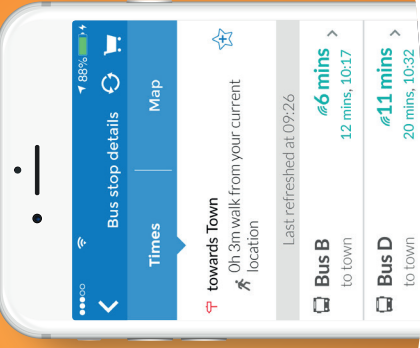 88%
Bus stop details
Times
Map
towards Town
0h 3m walk from your current
location
Last refreshed at 09:26
Bus B
6 mins
to town
12 mins, 10:17
Bus D
11 mins
to town
20 mins, 10:32